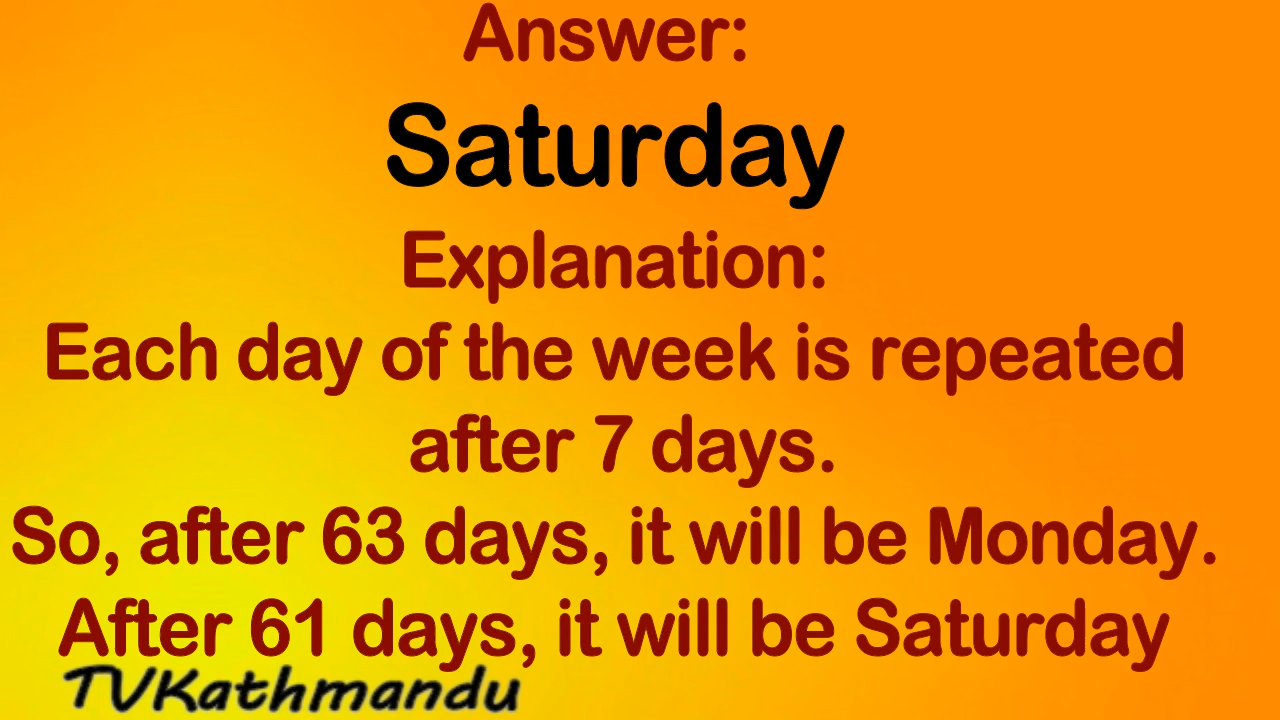 Answer:
Saturday
Explanation:
Each day of the week is repeated
after 7 days.
So, after 63 days, it will be Monday.
After 61 days, it will be Saturday
TVKathmandu